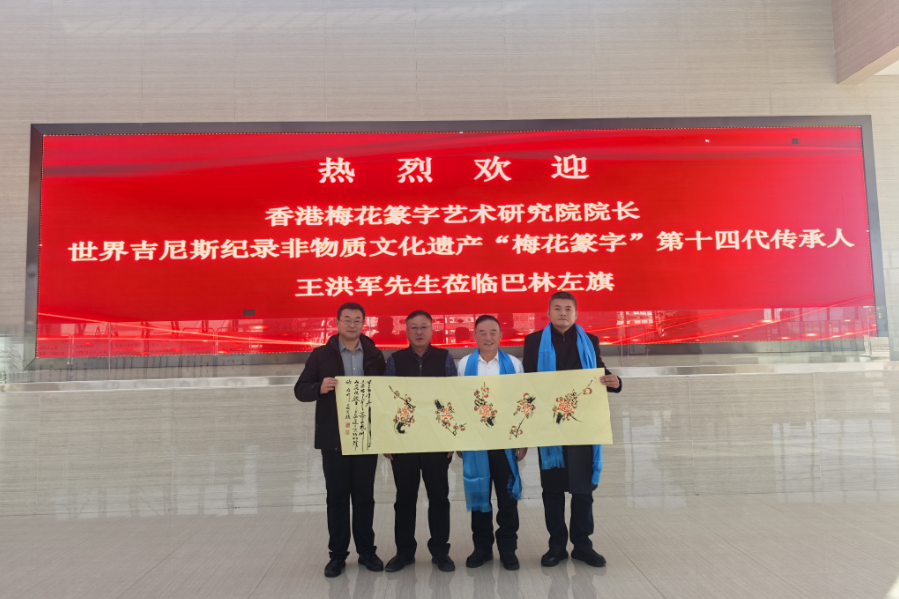 热烈欢迎
香港梅花篆字艺术研究院院长
世界吉尼斯纪录非物质文化遗产“梅花篆字”第十四代传承人
王洪军先生莅临巴林左旗